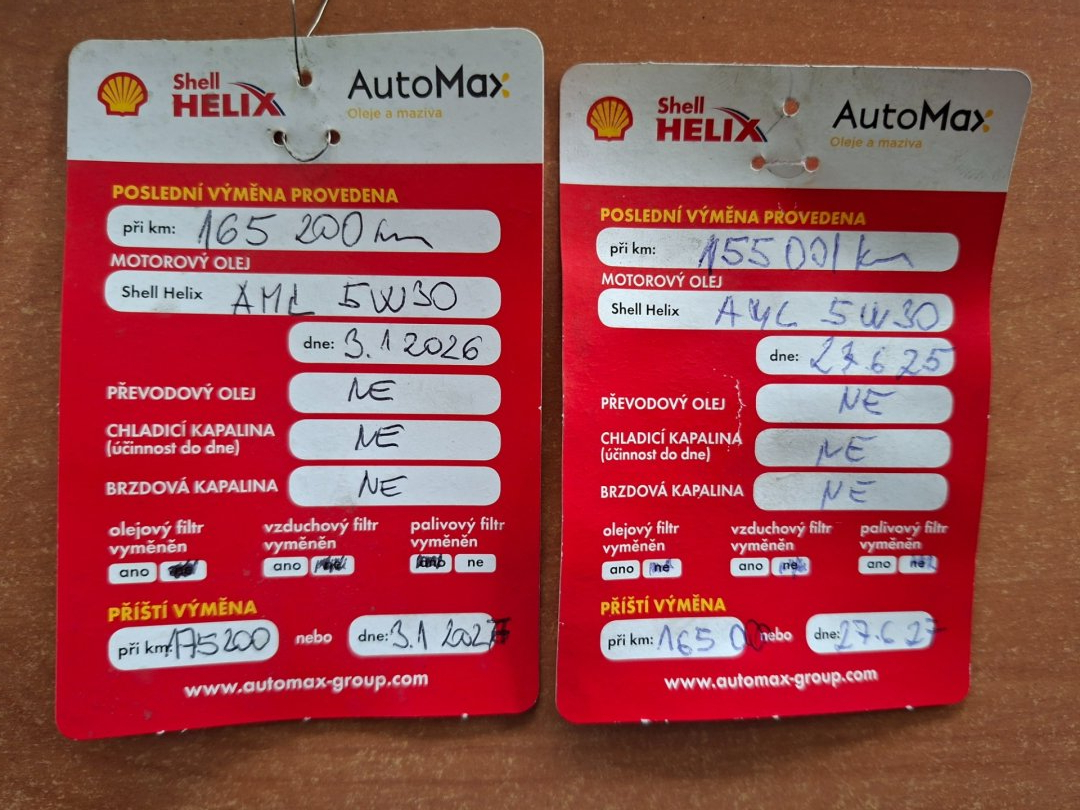 Shell
HELIX
AutoMax
Oleje a maziva
POSLEDNÍ VÝMĚNA PROVEDENA
při km: 165 200 km
MOTOROVÝ OLEJ
Shell Helix AML 5W30
dne: 3.1 2026
PŘEVODOVÝ OLEJ NE
CHLADICÍ KAPALINA NE
(účinnost do dne)
BRZDOVÁ KAPALINA NE
olejový filtr vzduchový filtr palivový filtr
vyměněn vyměněn vyměněn
ano ano ano ne
PŘÍŠTÍ VÝMĚNA
při km: 175200 nebo dne: 3.1 2027
www.automax-group.com
Shell
HELIX
AutoMax
Oleje a maziva
POSLEDNÍ VÝMĚNA PROVEDENA
při km: 155 001 km
MOTOROVÝ OLEJ
Shell Helix AML 5W30
dne: 27.6 25
PŘEVODOVÝ OLEJ NE
CHLADICÍ KAPALINA NE
(účinnost do dne)
BRZDOVÁ KAPALINA NE
olejový filtr vzduchový filtr palivový filtr
vyměněn vyměněn vyměněn
ano ne ano ne ano ne
PŘÍŠTÍ VÝMĚNA
při km: 165 000 nebo dne: 27.6 27
www.automax-group.com